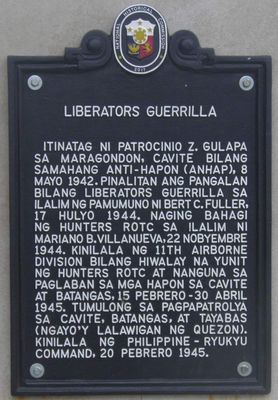 NATIONAL HISTORICAL COMMISSION
2017
LIBERATORS GUERRILLA
ITINATAG NI PATROCINIO Z. GULAPA
SA MARAGONDON, CAVITE BILANG
SAMAHANG ANTI-HAPON (ANHAP), 8
MAYO 1942. PINALITAN ANG PANGALAN
BILANG LIBERATORS GUERRILLA SA
ILALIM NG PAMUMUNO NI BERT C. FULLER,
17 HULYO 1944. NAGING BAHAGI
NG HUNTERS ROTC SA ILALIM NI
MARIANO B. VILLANUEVA, 22 NOBYEMBRE
1944. KINILALA NG 11TH AIRBORNE
DIVISION BILANG HIWALAY NA YUNIT
NG HUNTERS ROTC AT NANGUNA SA
PAGLABAN SA MGA HAPON SA CAVITE
AT BATANGAS, 15 PEBRERO-30 ABRIL
1945. TUMULONG SA PAGPAPATROLYA
SA CAVITE, BATANGAS, AT TAYABAS
(NGAYO'Y LALAWIGAN NG QUEZON).
KINILALA NG PHILIPPINE-RYUKYU
COMMAND, 20 PEBRERO 1945.